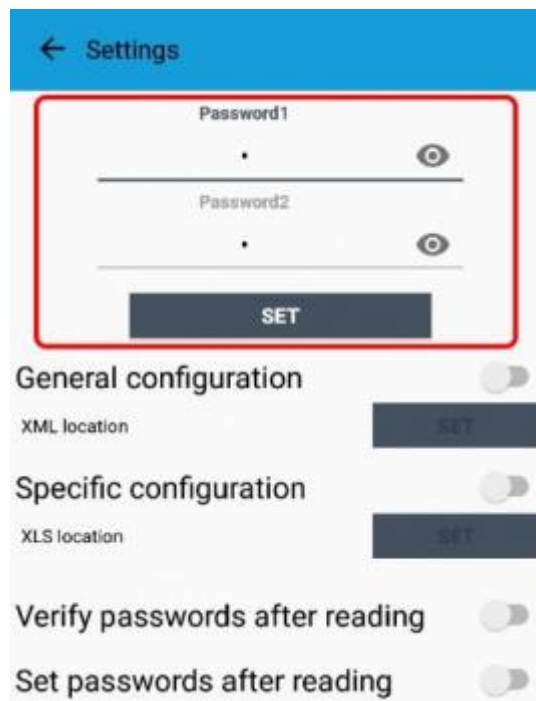 Settings
Password1
•
Password2
•
SET
General configuration
XML location
SET
Specific configuration
XLS location
SET
Verify passwords after reading
Set passwords after reading